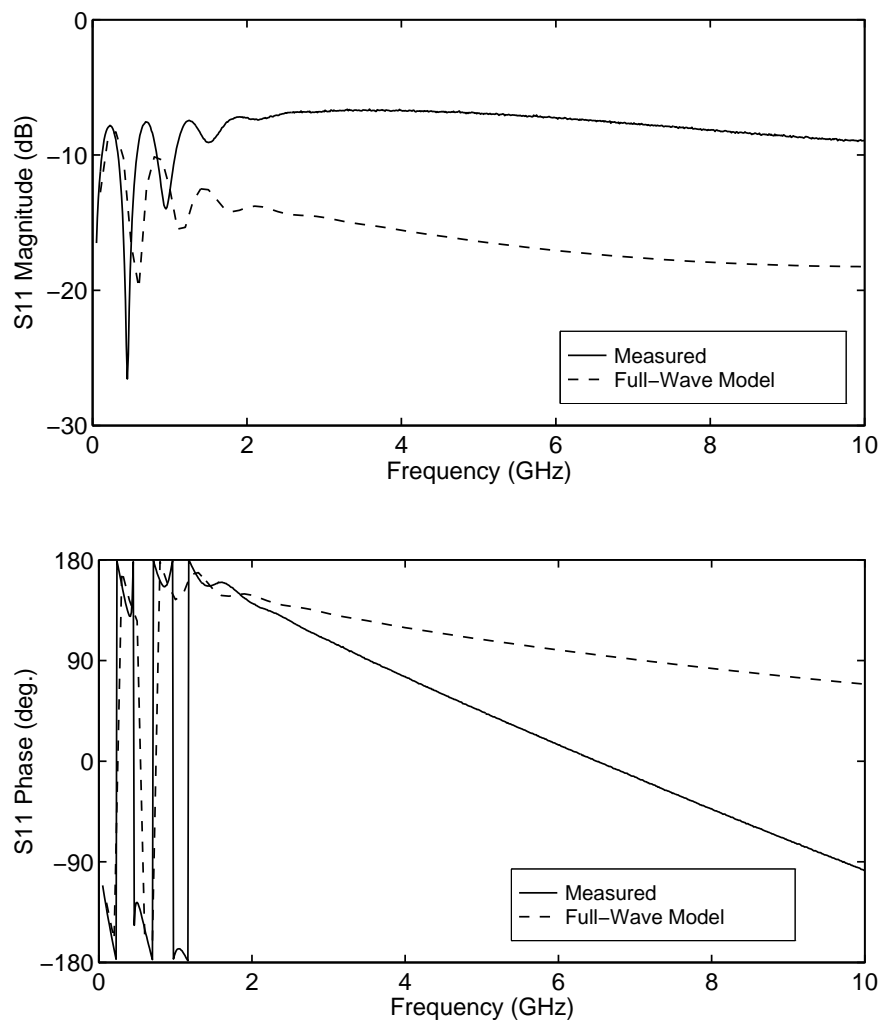 S11 Magnitude (dB)
0
−10
−20
−30
0 2 4 6 8 10
Frequency (GHz)
Measured
Full−Wave Model
S11 Phase (deg.)
180
90
0
−90
−180
0 2 4 6 8 10
Frequency (GHz)
Measured
Full−Wave Model